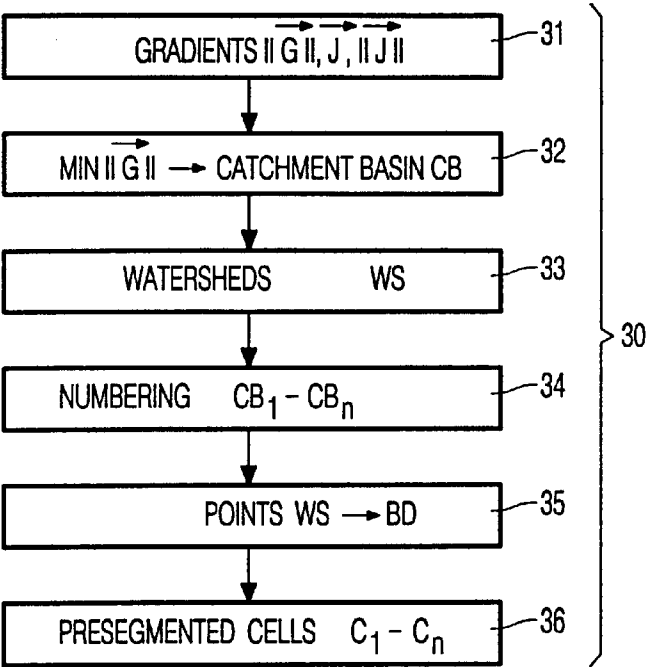 GRADIENTS || G⃗ ||, J⃗, || J⃗ || 31
MIN || G⃗ || → CATCHMENT BASIN CB 32
WATERSHEDS WS 33
30
NUMBERING CB₁ – CBₙ 34
POINTS WS → BD 35
PRESEGMENTED CELLS C₁ – Cₙ 36